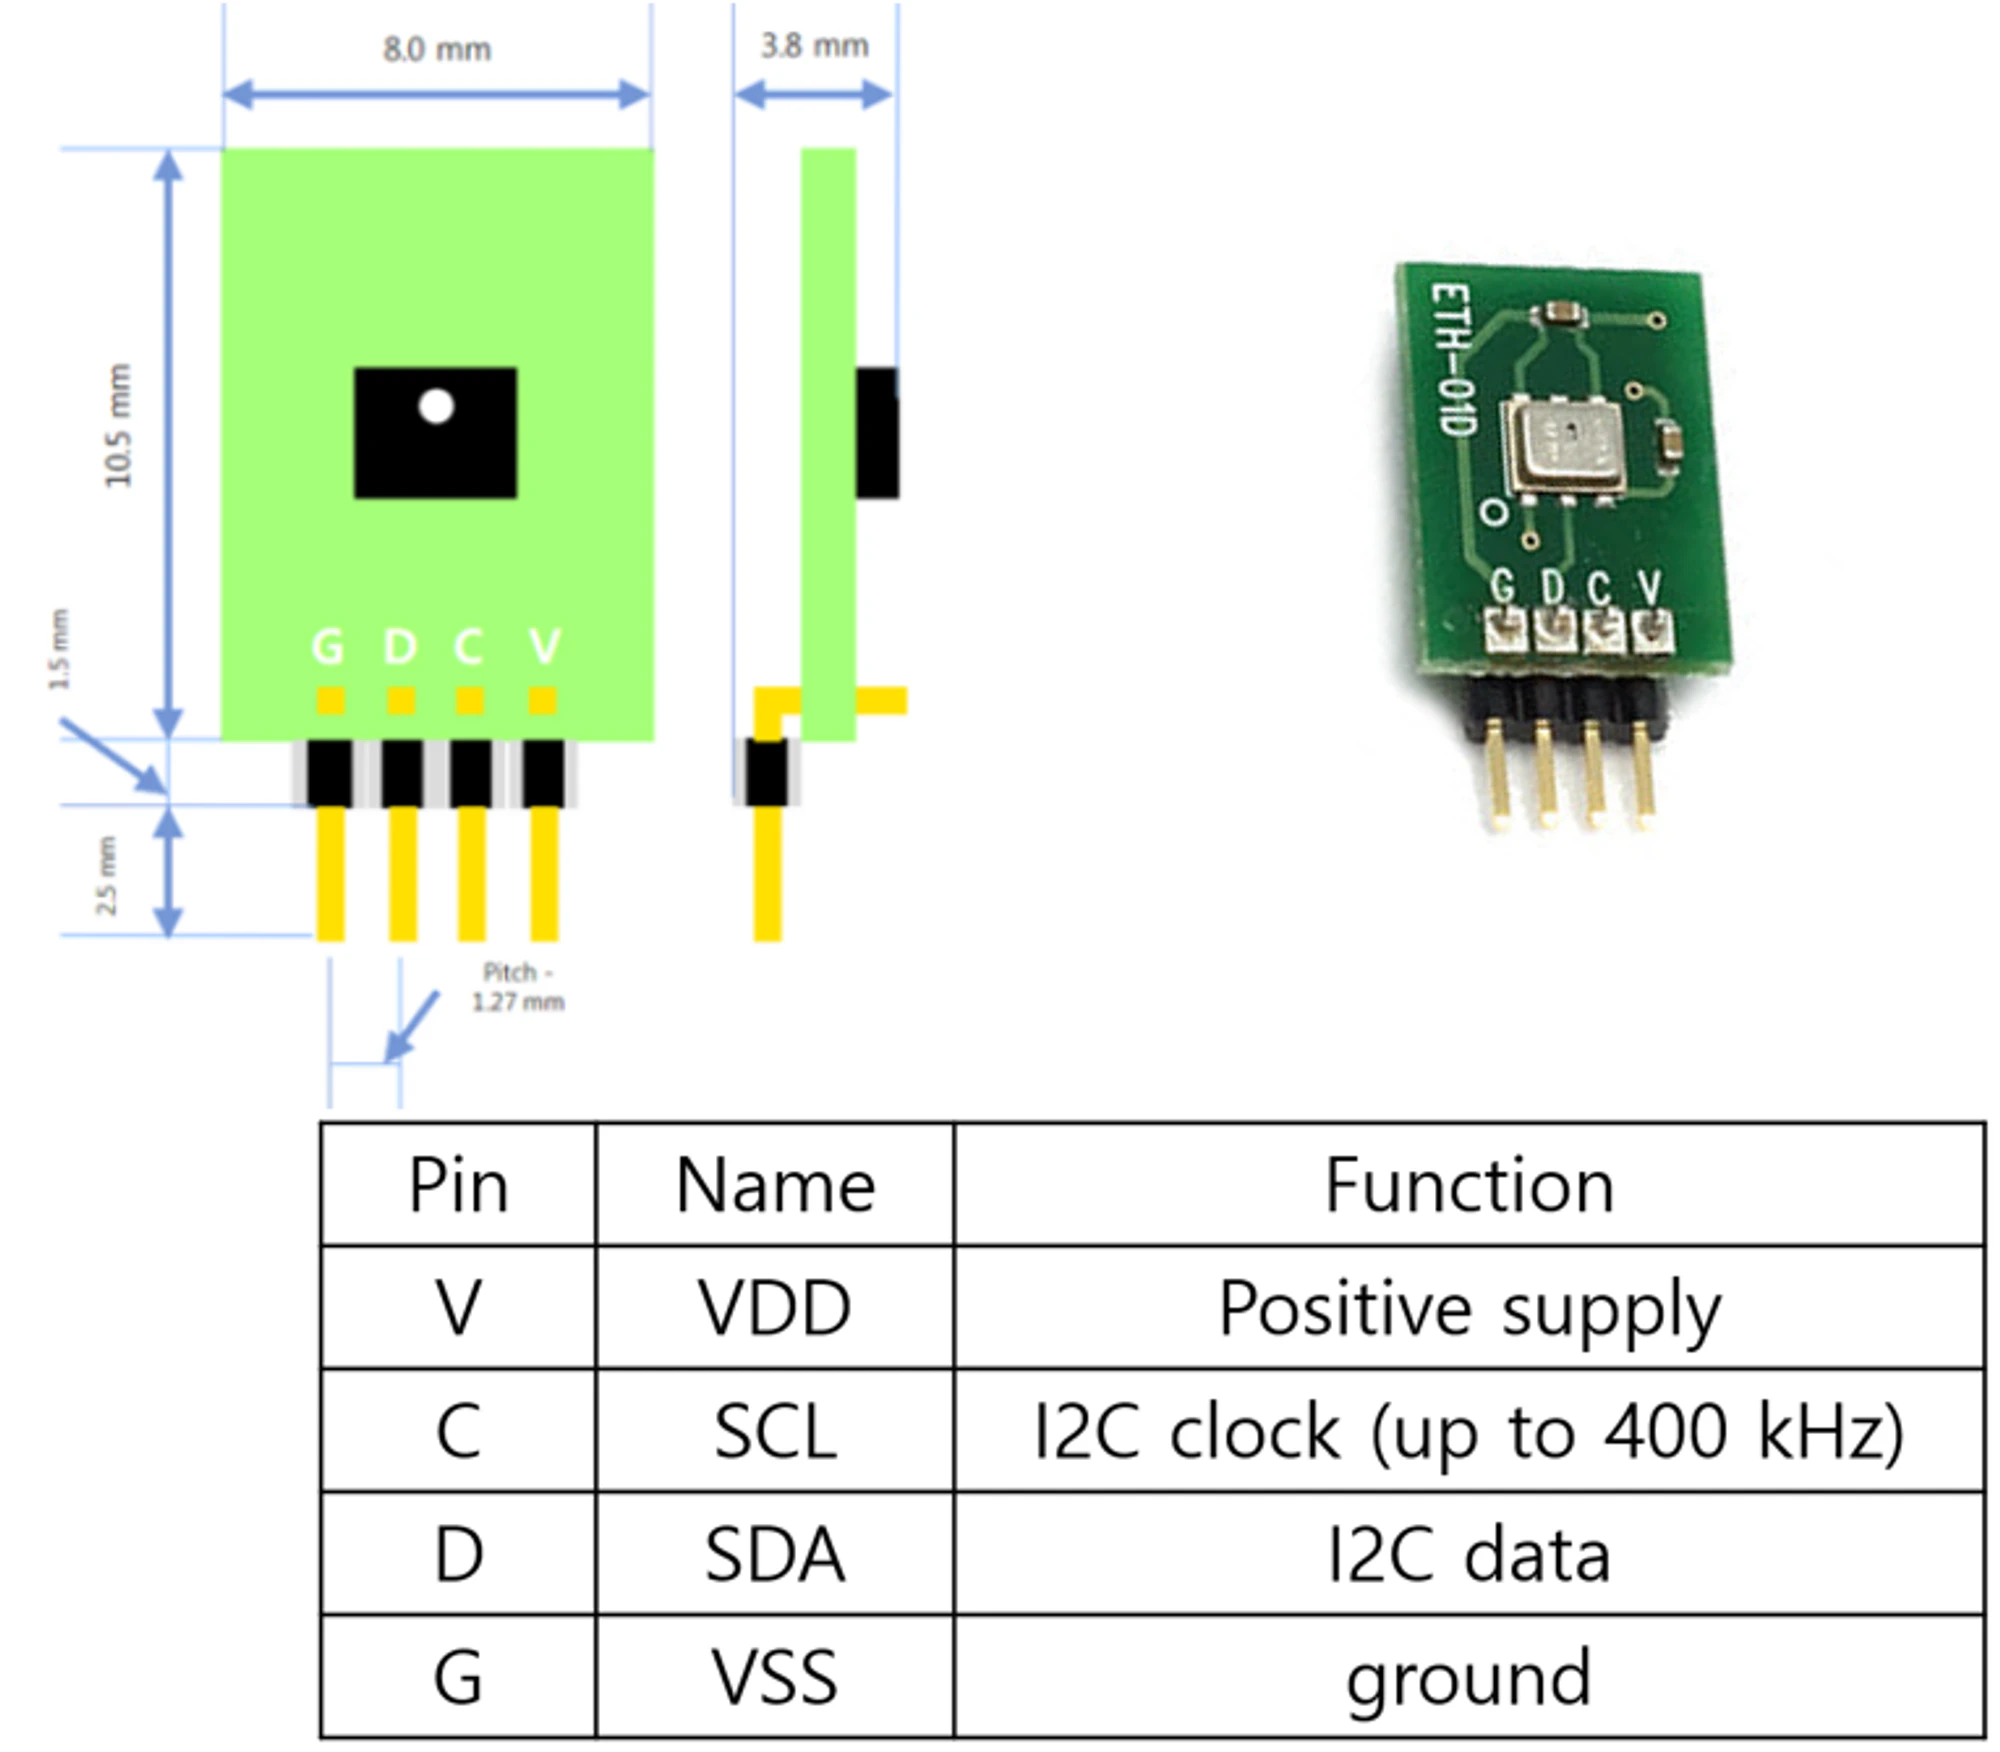 8.0 mm
3.8 mm
10.5 mm
1.5 mm
2.5 mm
G D C V
Pitch -
1.27 mm
ETH-01D
G D C V
Pin Name Function
V VDD Positive supply
C SCL I2C clock (up to 400 kHz)
D SDA I2C data
G VSS ground